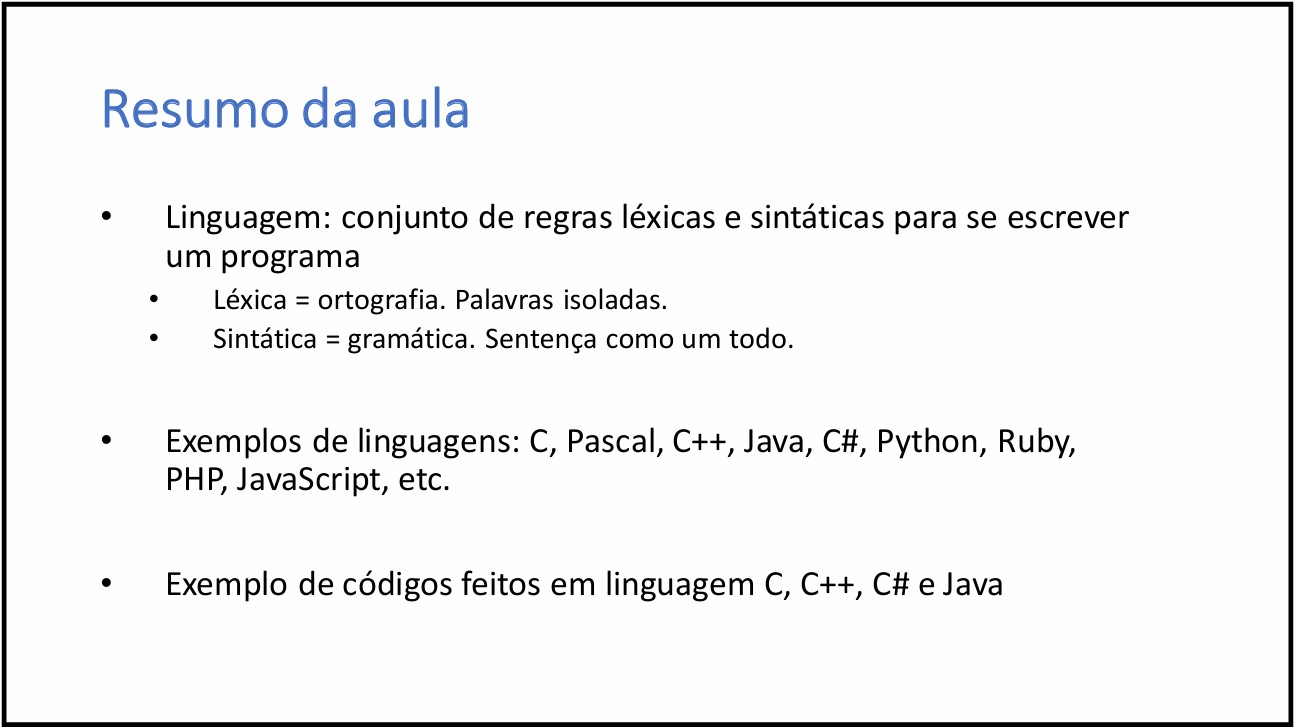 Resumo da aula
• Linguagem: conjunto de regras léxicas e sintáticas para se escrever
um programa
• Léxica = ortografia. Palavras isoladas.
• Sintática = gramática. Sentença como um todo.
• Exemplos de linguagens: C, Pascal, C++, Java, C#, Python, Ruby,
PHP, JavaScript, etc.
• Exemplo de códigos feitos em linguagem C, C++, C# e Java